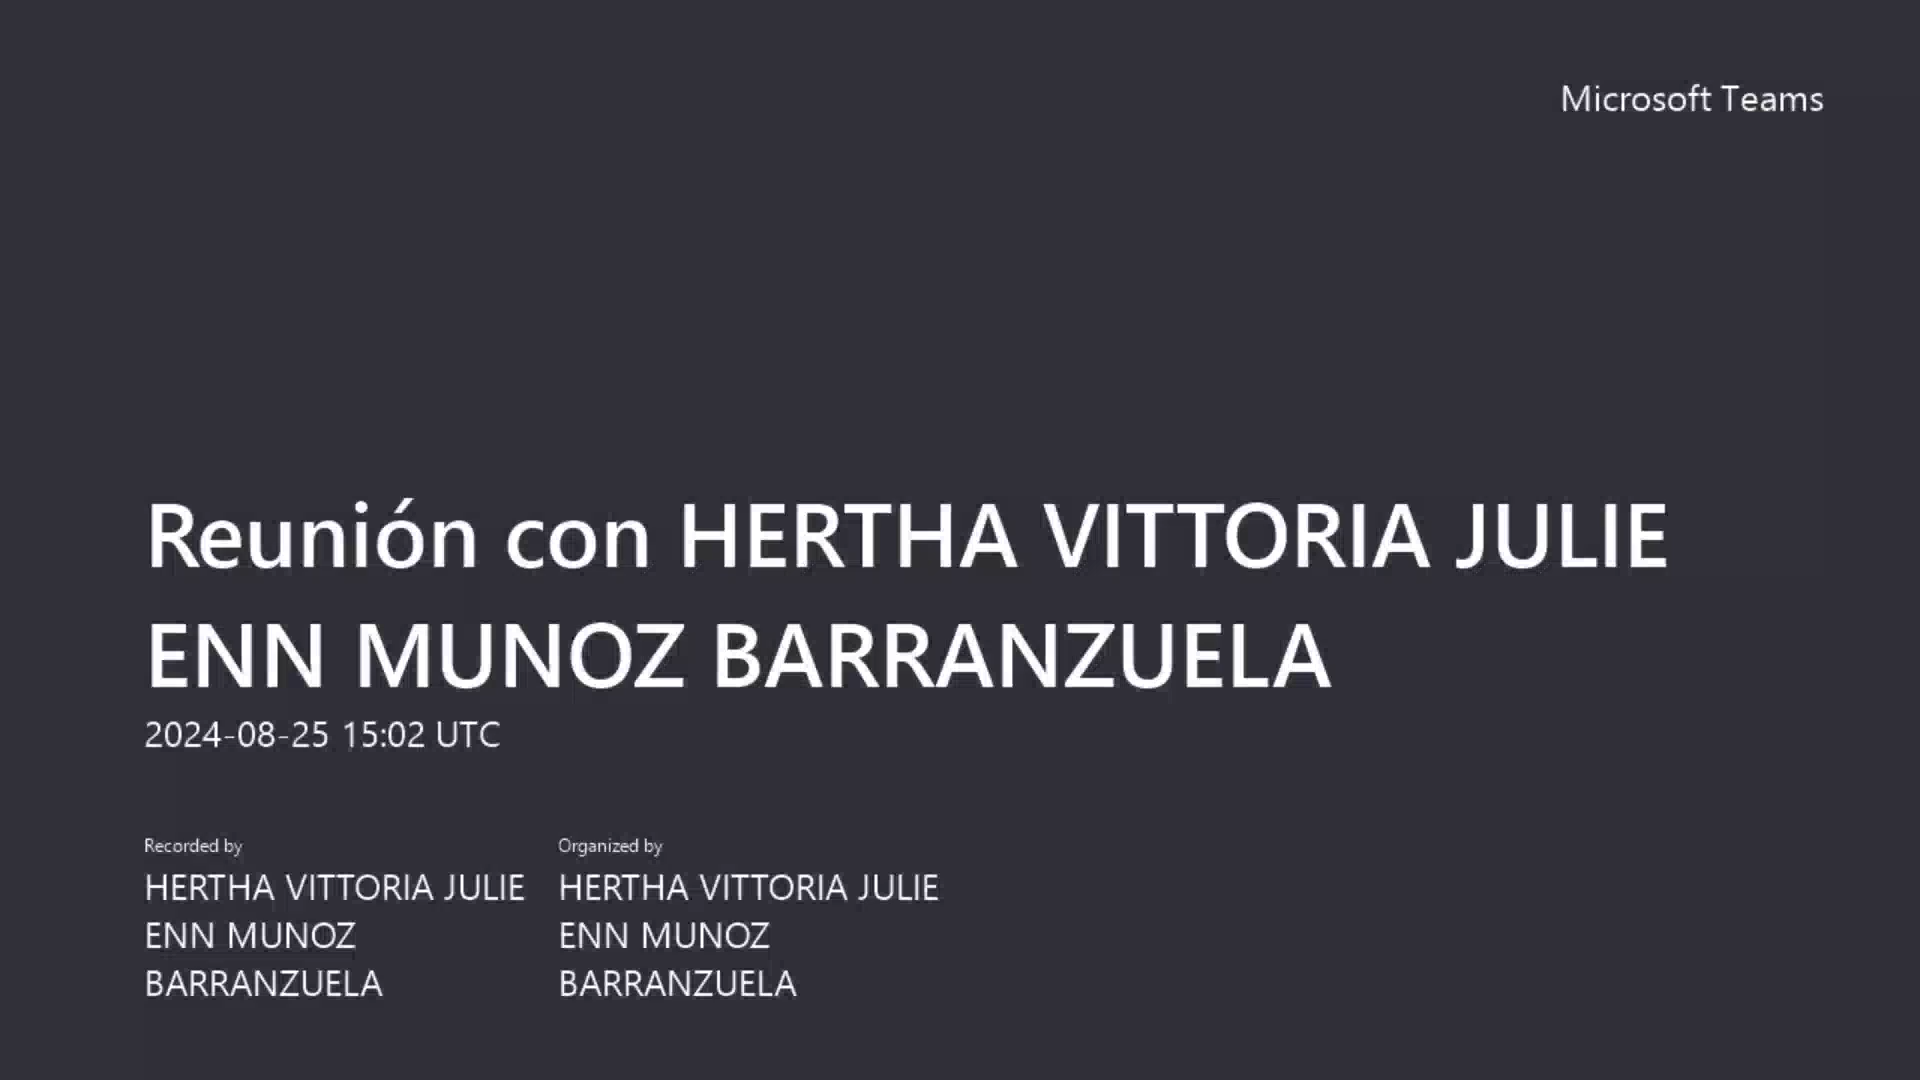 Microsoft Teams
Reunión con HERTHA VITTORIA JULIE
ENN MUNOZ BARRANZUELA
2024-08-25 15:02 UTC
Recorded by
HERTHA VITTORIA JULIE
ENN MUNOZ
BARRANZUELA
Organized by
HERTHA VITTORIA JULIE
ENN MUNOZ
BARRANZUELA